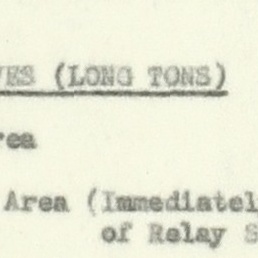 VES (LONG TONS)
rea
Area (Immediatel
of Relay S